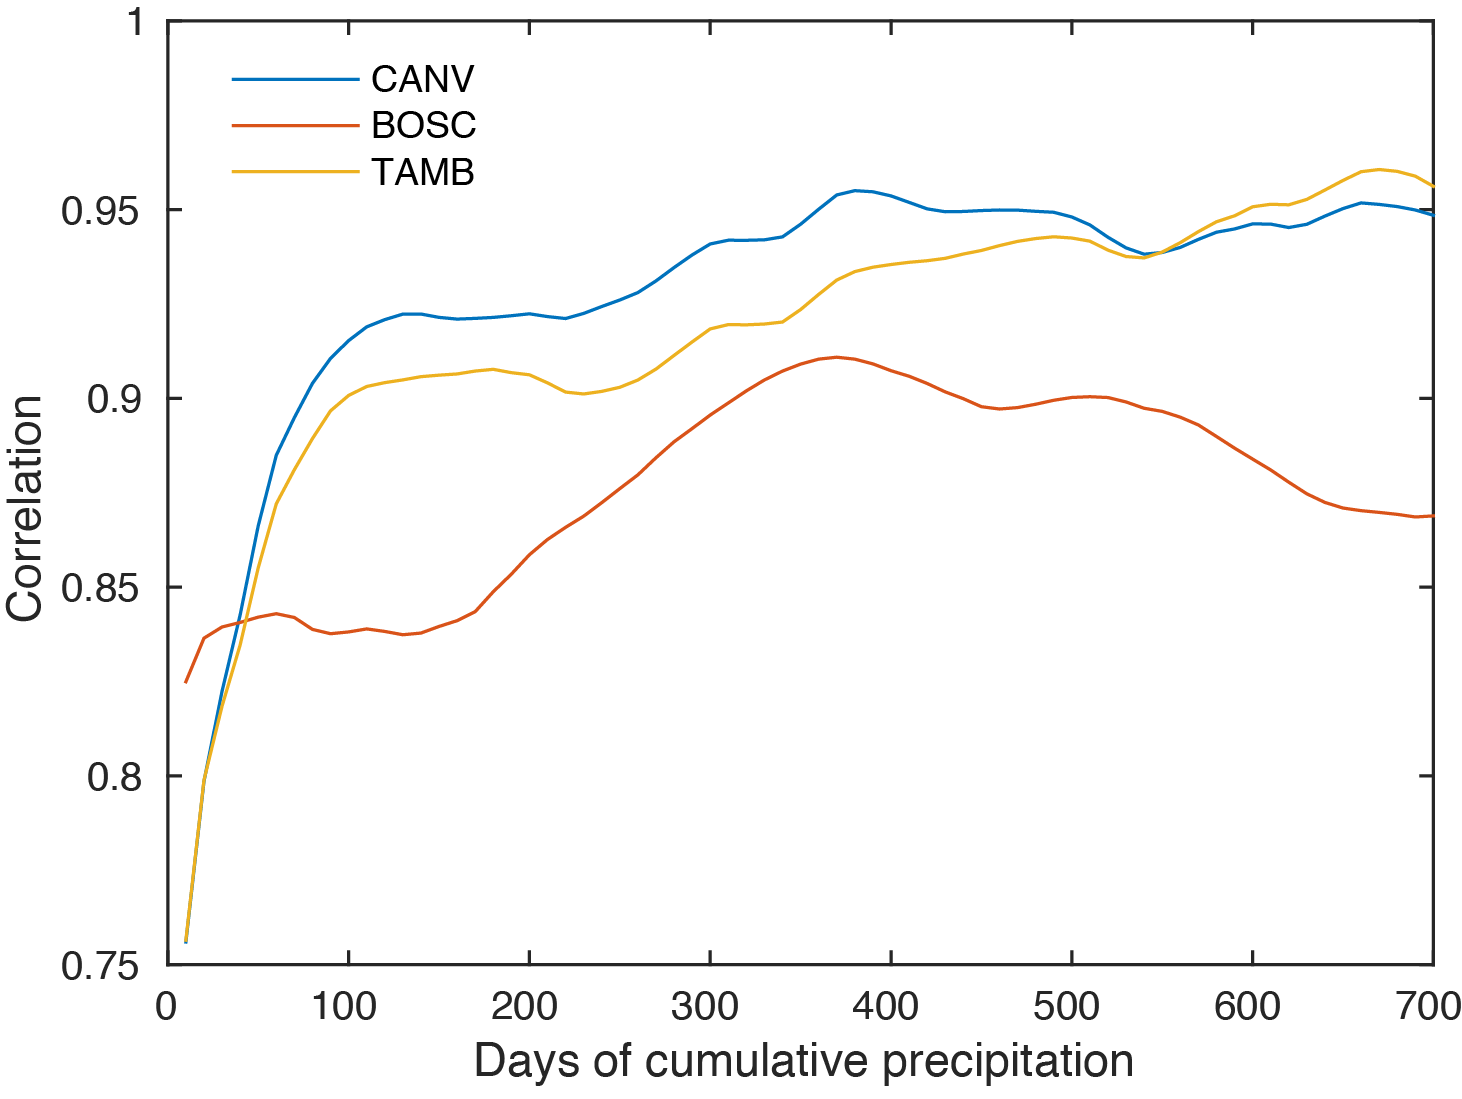 1
0.95
0.9
0.85
0.8
0.75
Correlation
CANV
BOSC
TAMB
0 100 200 300 400 500 600 700
Days of cumulative precipitation